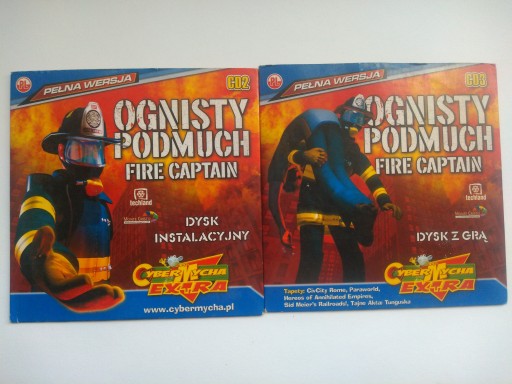 PL
PEŁNA WERSJA
CD2
OGNISTY
PODMUCH
FIRE CAPTAIN
techland
DYSK
INSTALACYJNY
CYBERMYCHA
EXTRA
www.cybermycha.pl
PL
PEŁNA WERSJA
CD3
OGNISTY
PODMUCH
FIRE CAPTAIN
techland
DYSK Z GRĄ
CYBERMYCHA
EXTRA
Tapety: CivCity Rome, Paraworld,
Heroes of Annihilated Empires,
Sid Meier's Railroads!, Tajne Akta: Tunguska